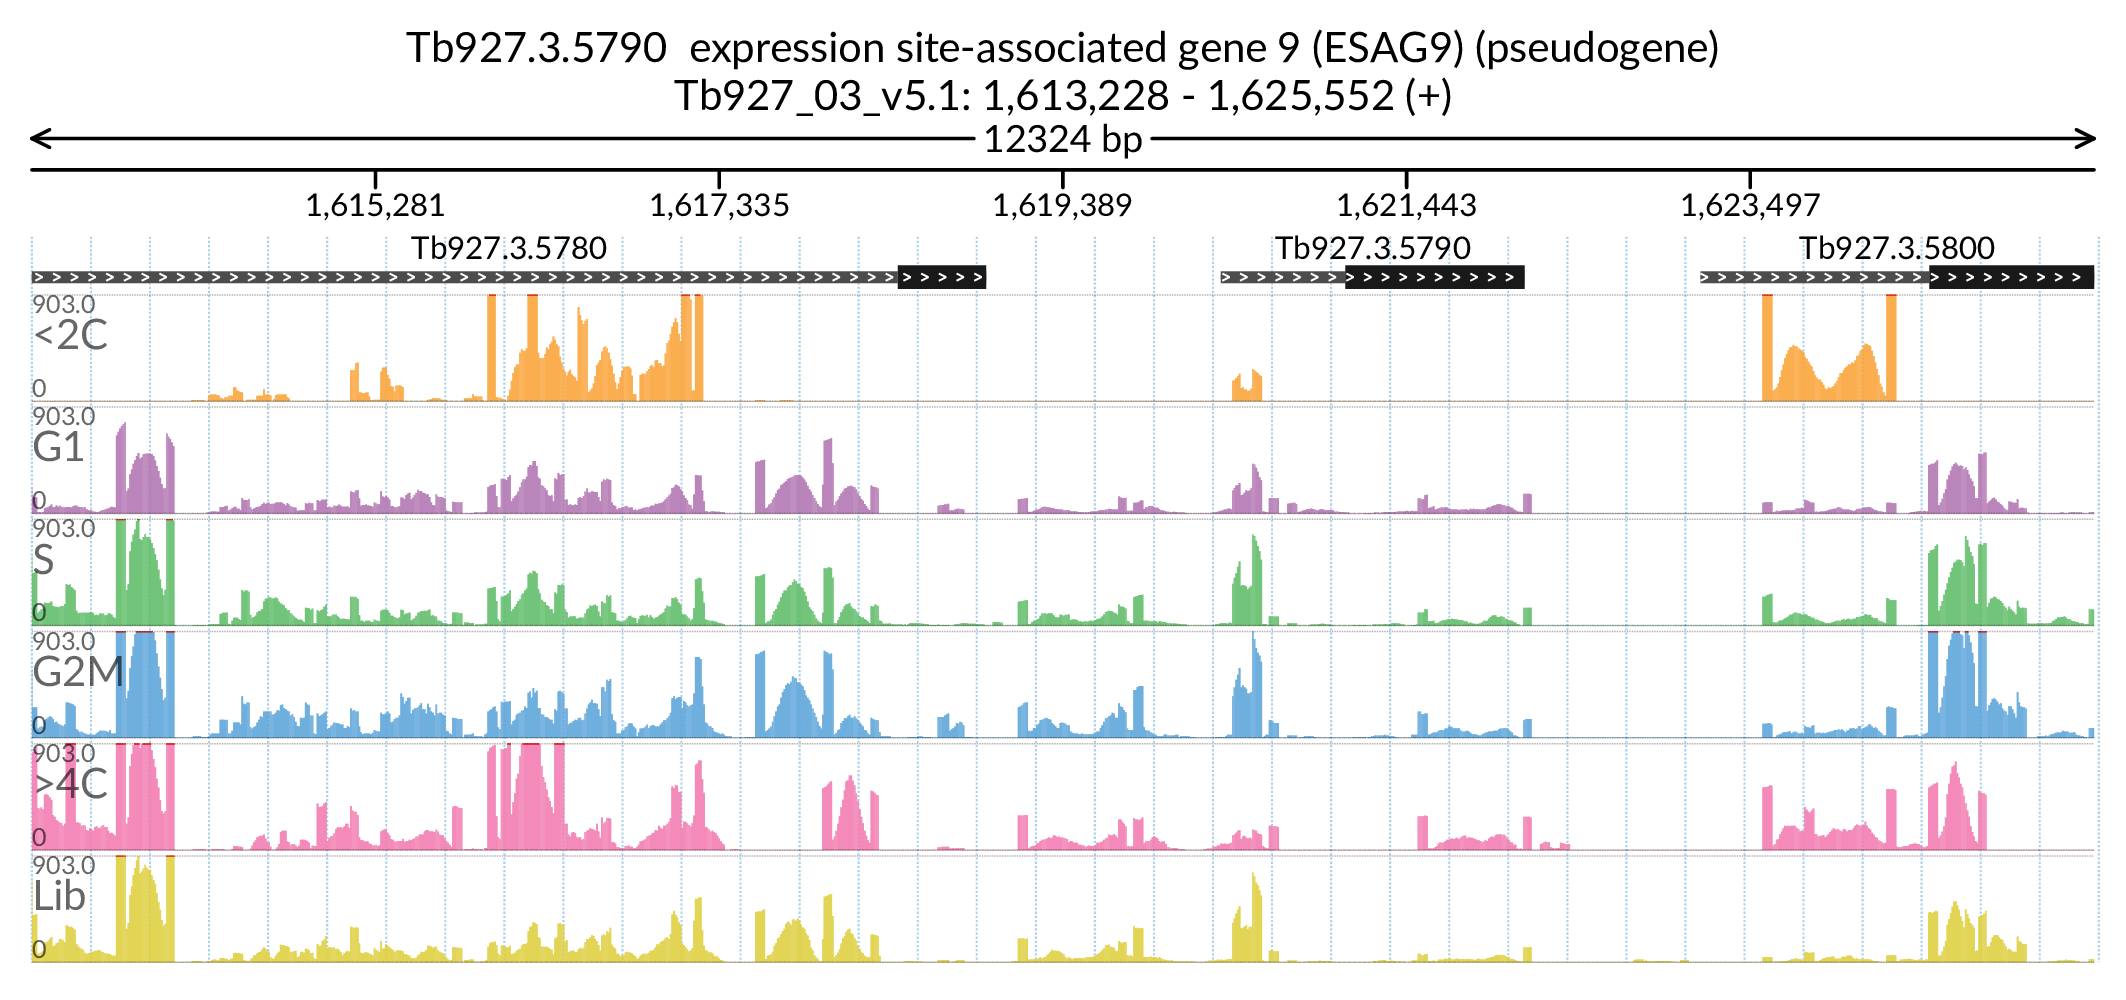 Tb927.3.5790 expression site-associated gene 9 (ESAG9) (pseudogene)
Tb927_03_v5.1: 1,613,228 - 1,625,552 (+)
12324 bp
1,615,281 1,617,335 1,619,389 1,621,443 1,623,497
Tb927.3.5780 Tb927.3.5790 Tb927.3.5800
903.0
<2C
0
903.0
G1
0
903.0
S
0
903.0
G2M
0
903.0
>4C
0
903.0
Lib
0